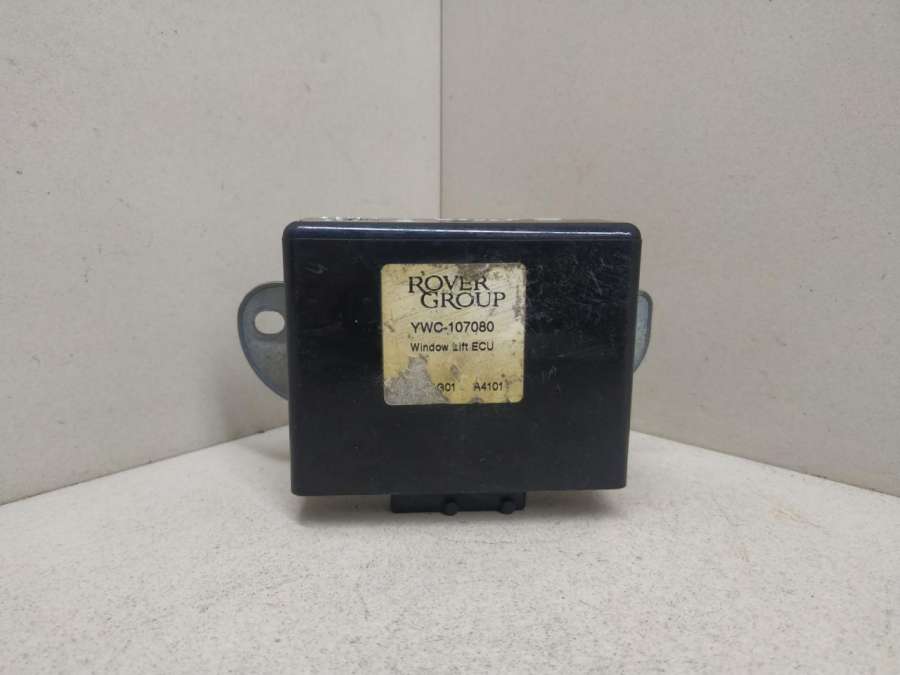 ROVER
GROUP
YWC-107080
Window Lift ECU
G01 A4101